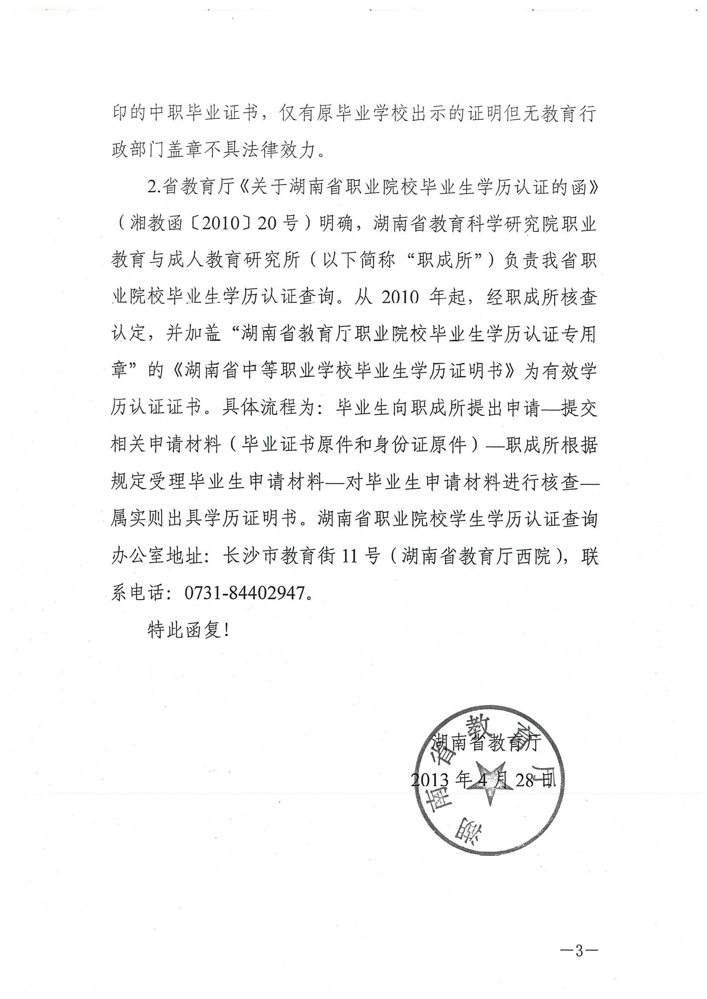 印的中职毕业证书，仅有原毕业学校出示的证明但无教育行
政部门盖章不具法律效力。
2.省教育厅《关于湖南省职业院校毕业生学历认证的函》
（湘教函〔2010〕20号）明确，湖南省教育科学研究院职业
教育与成人教育研究所（以下简称“职成所”）负责我省职
业院校毕业生学历认证查询。从 2010 年起，经职成所核查
认定，并加盖“湖南省教育厅职业院校毕业生学历认证专用
章”的《湖南省中等职业学校毕业生学历证明书》为有效学
历认证证书。具体流程为：毕业生向职成所提出申请—提交
相关申请材料（毕业证书原件和身份证原件）—职成所根据
规定受理毕业生申请材料—对毕业生申请材料进行核查—
属实则出具学历证明书。湖南省职业院校学生学历认证查询
办公室地址：长沙市教育街11号（湖南省教育厅西院），联
系电话：0731-84402947。
特此函复！
湖南省教育厅
湖南省教育厅
2013年4月28日
—3—